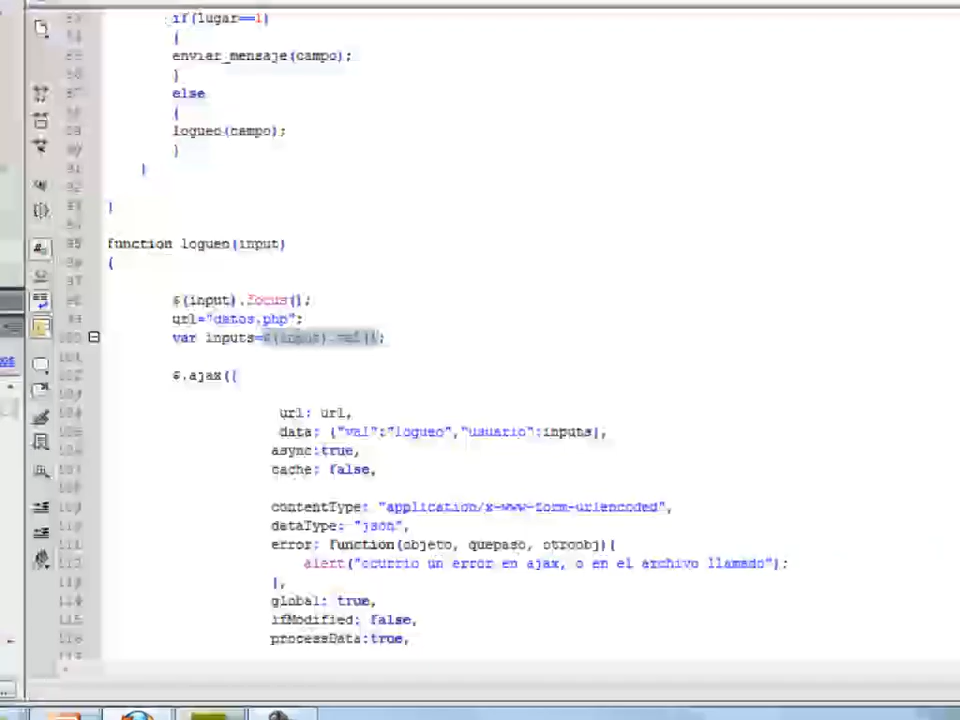 if(lugar==1)
{
enviar_mensaje(campo);
}
else
{
logueo(campo);
}
}
}
function logueo(input)
{
$(input).focus();
url="datos.php";
var inputs=$(input).val();
$.ajax({
url: url,
data: {"val":"logueo","usuario":inputs},
async:true,
cache: false,
contentType: "application/x-www-form-urlencoded",
dataType: "json",
error: function(objeto, quepaso, otroobj){
alert("ocurrio un error en ajax, o en el archivo llamado");
},
global: true,
ifModified: false,
processData:true,